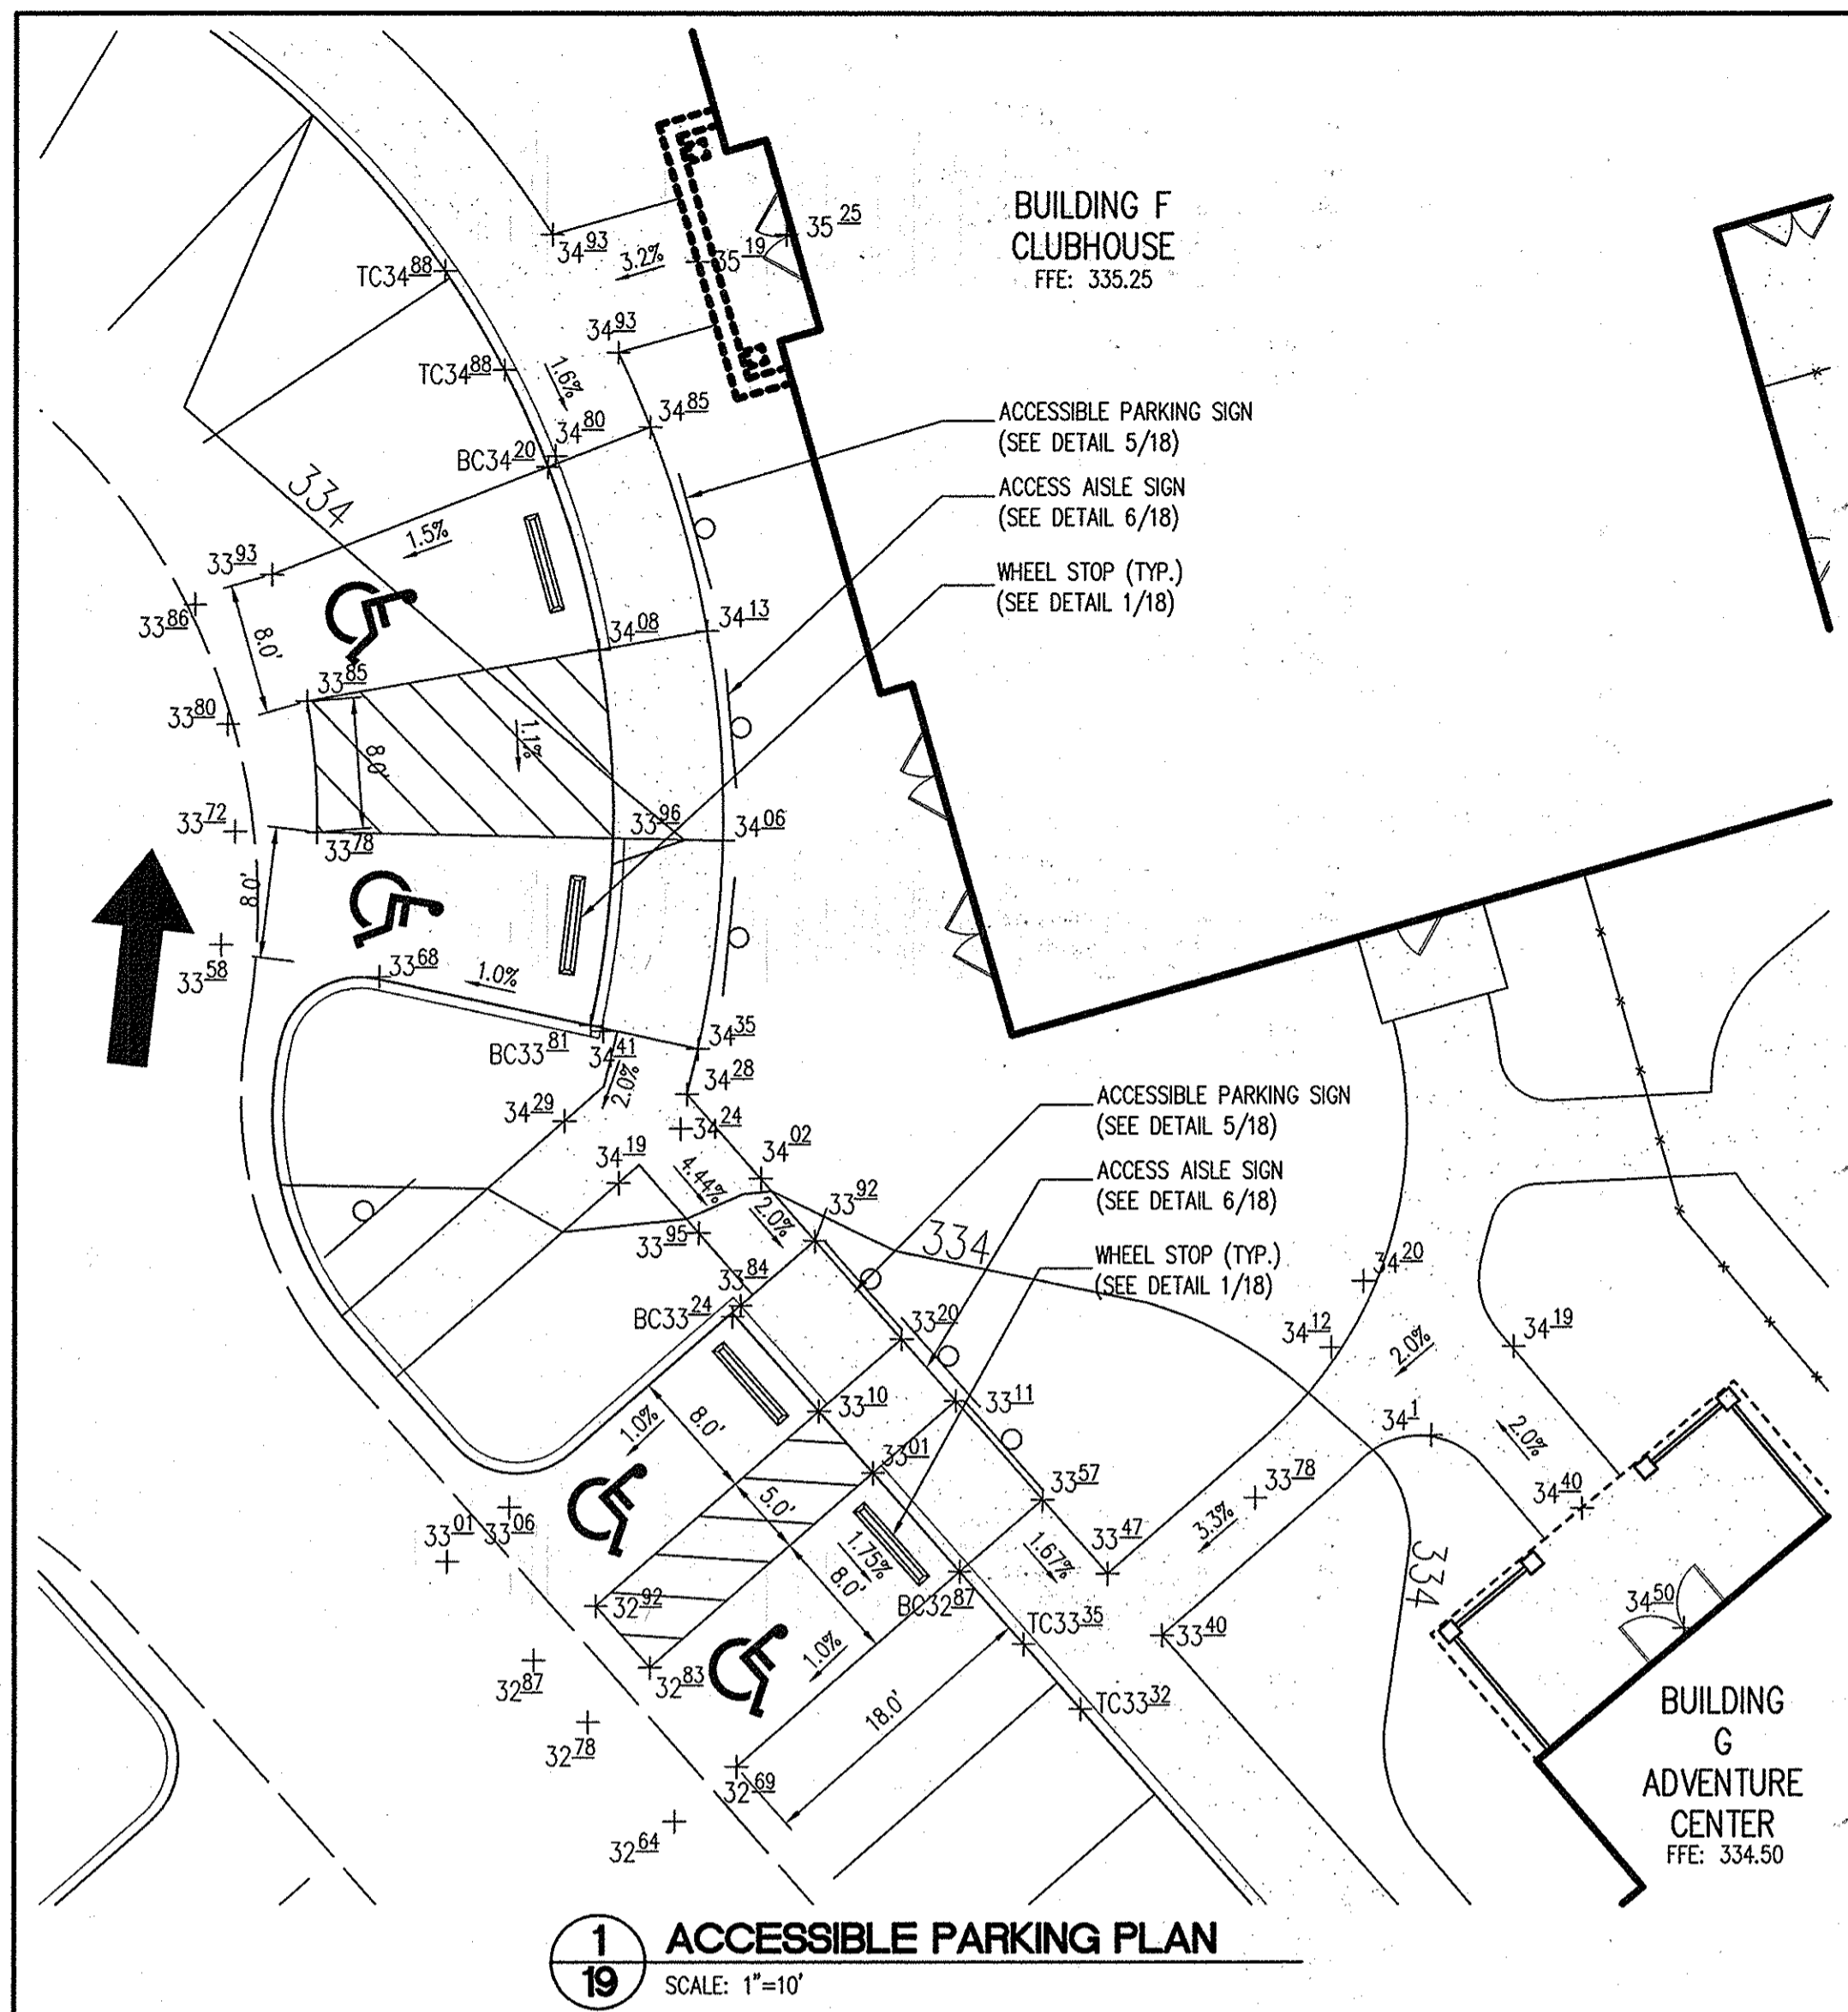 BUILDING F
CLUBHOUSE
FFE: 335.25
35 25
34 93
3.2%
35 19
TC34 88
34 93
TC34 88
1.6%
34 85
34 80
BC34 20
ACCESSIBLE PARKING SIGN
(SEE DETAIL 5/18)
ACCESS AISLE SIGN
(SEE DETAIL 6/18)
WHEEL STOP (TYP.)
(SEE DETAIL 1/18)
334
1.5%
33 93
33 86
8.0'
34 08
34 13
33 85
33 80
8.0'
1.1%
33 72
33 78
33 96
34 06
8.0'
33 58
33 68
1.0%
BC33 81
34 41
34 35
2.0%
34 28
34 29
34 24
34 19
34 02
4.44%
2.0%
33 92
33 95
334
33 84
BC33 24
ACCESSIBLE PARKING SIGN
(SEE DETAIL 5/18)
ACCESS AISLE SIGN
(SEE DETAIL 6/18)
WHEEL STOP (TYP.)
(SEE DETAIL 1/18)
33 20
34 20
34 12
34 19
2.0%
33 10
33 11
34 1
2.0%
1.0%
8.0'
33 01
33 57
33 78
34 40
5.0'
33 01
33 06
1.75%
8.0'
1.67%
33 47
3.3%
334
32 92
BC32 87
TC33 35
33 40
34 50
32 87
32 83
1.0%
18.0'
TC33 32
32 78
32 69
32 64
BUILDING
G
ADVENTURE
CENTER
FFE: 334.50
1
19
ACCESSIBLE PARKING PLAN
SCALE: 1"=10'